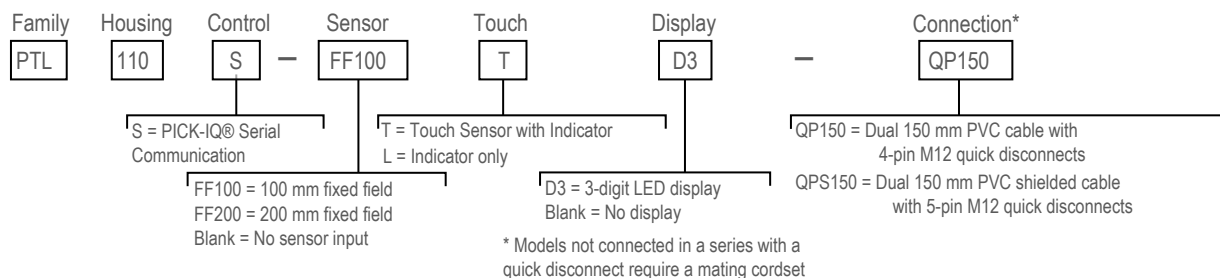 Family Housing Control Sensor Touch Display Connection*
PTL 110 S – FF100 T D3 – QP150
S = PICK-IQ® Serial
Communication
T = Touch Sensor with Indicator
L = Indicator only
QP150 = Dual 150 mm PVC cable with
4-pin M12 quick disconnects
QPS150 = Dual 150 mm PVC shielded cable
with 5-pin M12 quick disconnects
FF100 = 100 mm fixed field
FF200 = 200 mm fixed field
Blank = No sensor input
D3 = 3-digit LED display
Blank = No display
* Models not connected in a series with a
quick disconnect require a mating cordset